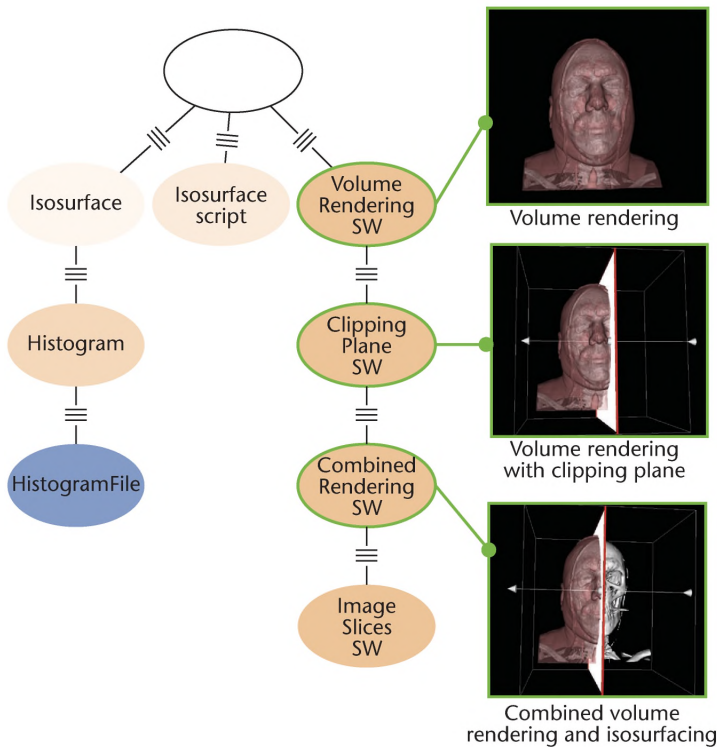 Isosurface
Isosurface
script
Volume
Rendering
SW
Volume rendering
Histogram
Clipping
Plane
SW
Volume rendering
with clipping plane
HistogramFile
Combined
Rendering
SW
Image
Slices
SW
Combined volume
rendering and isosurfacing